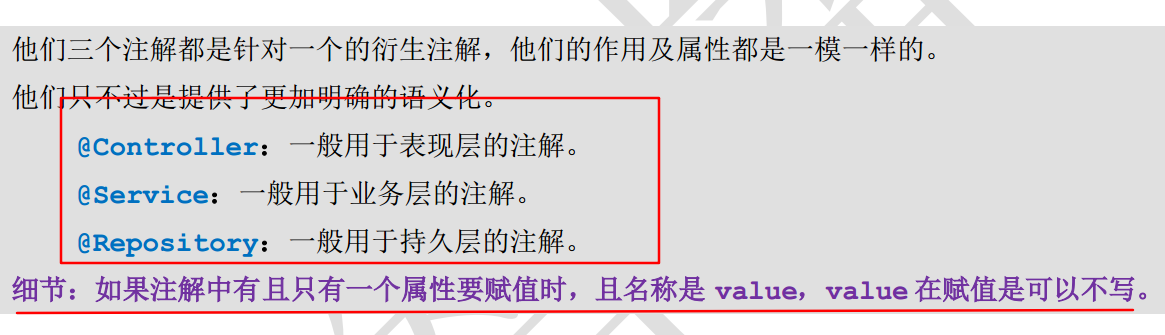 他们三个注解都是针对一个的衍生注解，他们的作用及属性都是一模一样的。
他们只不过是提供了更加明确的语义化。
@Controller：一般用于表现层的注解。
@Service：一般用于业务层的注解。
@Repository：一般用于持久层的注解。
细节：如果注解中有且只有一个属性要赋值时，且名称是 value，value 在赋值是可以不写。